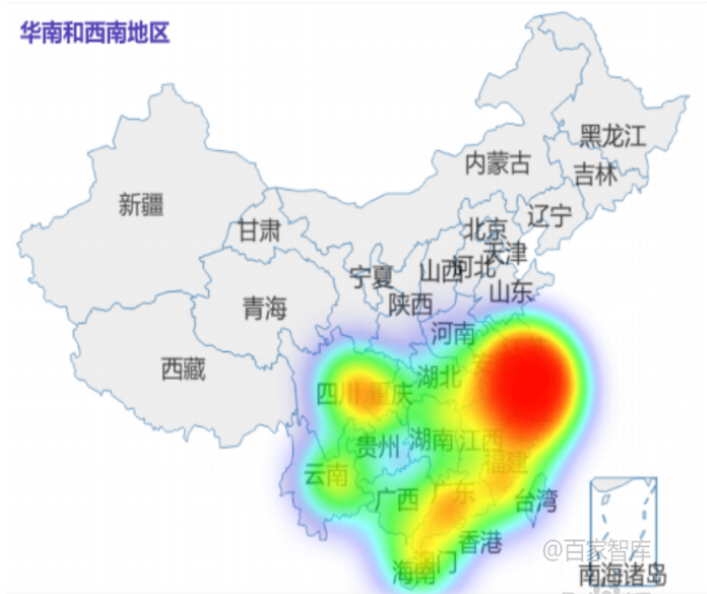 华南和西南地区
黑龙江
内蒙古
吉林
新疆
辽宁
甘肃
北京
天津
宁夏
山西
河北
山东
陕西
青海
河南
西藏
湖北
安
四川
重庆
湖南
江西
贵州
福建
云南
广西
广东
台湾
香港
澳门
海南
@百家智库
南海诸岛